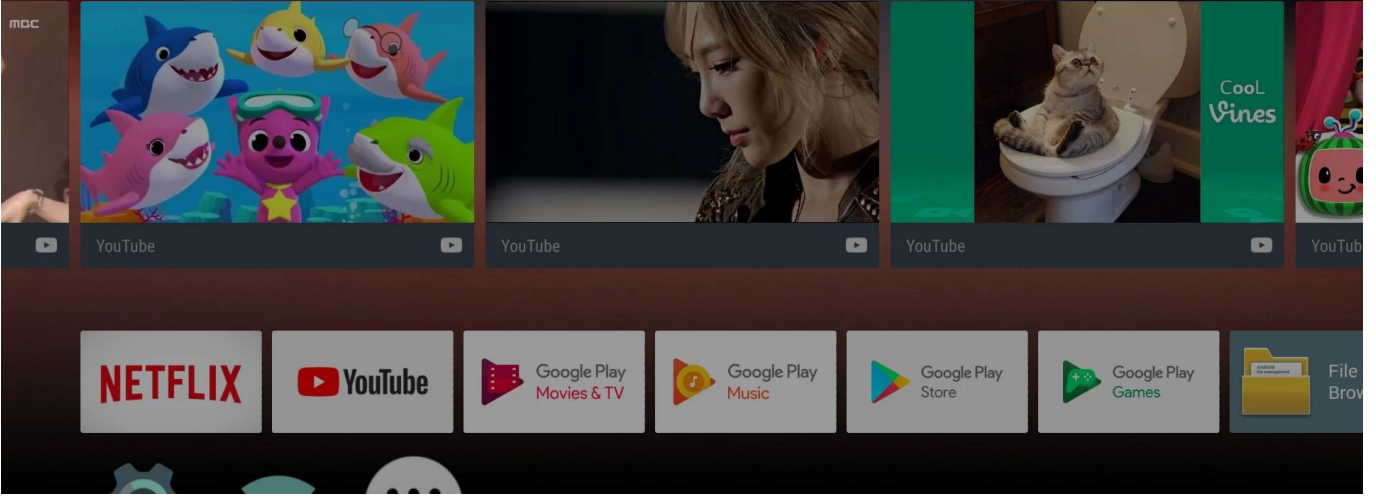 MBC
CooL
Vines
YouTube
YouTube
YouTube
YouTub
NETFLIX
YouTube
Google Play
Movies & TV
Google Play
Music
Google Play
Store
Google Play
Games
File
Brow